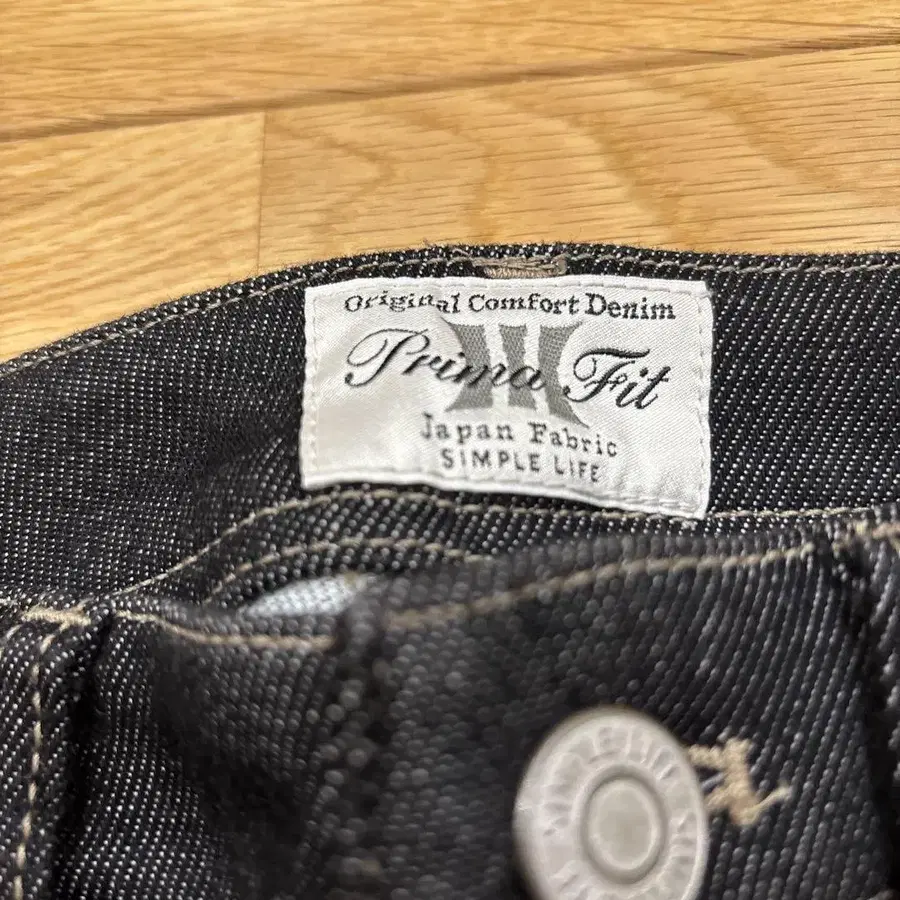 Original Comfort Denim
Prima Fit
Japan Fabric
SIMPLE LIFE